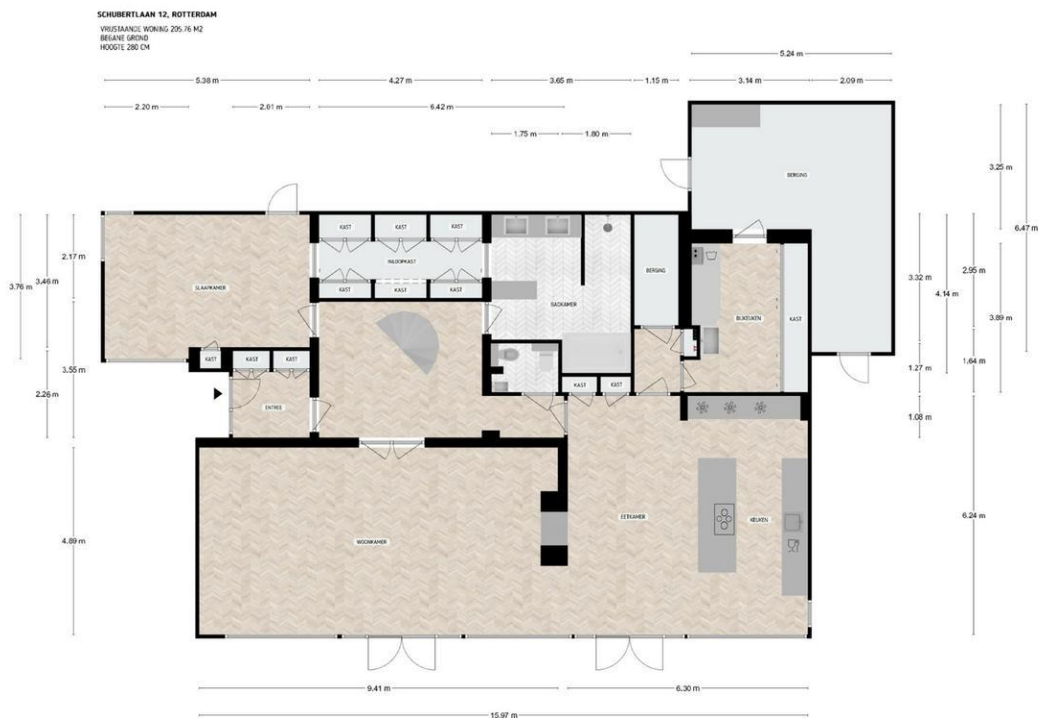 SCHUBERTLAAN 12, ROTTERDAM
VRIJSTAANDE WONING 205.76 M2
BEGANE GROND
HOOGTE 280 CM
5.24 m
5.38 m
4.27 m
3.65 m
1.15 m
3.14 m
2.09 m
2.20 m
2.01 m
6.42 m
1.75 m
1.80 m
3.25 m
6.47 m
BERGING
KAST
KAST
KAST
INLOOPKAST
KAST
KAST
KAST
SLAAPKAMER
BADKAMER
BERGING
BIJKEUKEN
KAST
2.17 m
3.46 m
3.76 m
3.55 m
2.26 m
3.32 m
2.95 m
4.14 m
3.89 m
1.64 m
1.27 m
1.08 m
KAST
KAST
KAST
KAST
KAST
ENTREE
WOONKAMER
EETKAMER
KEUKEN
4.89 m
6.24 m
9.41 m
6.30 m
15.97 m